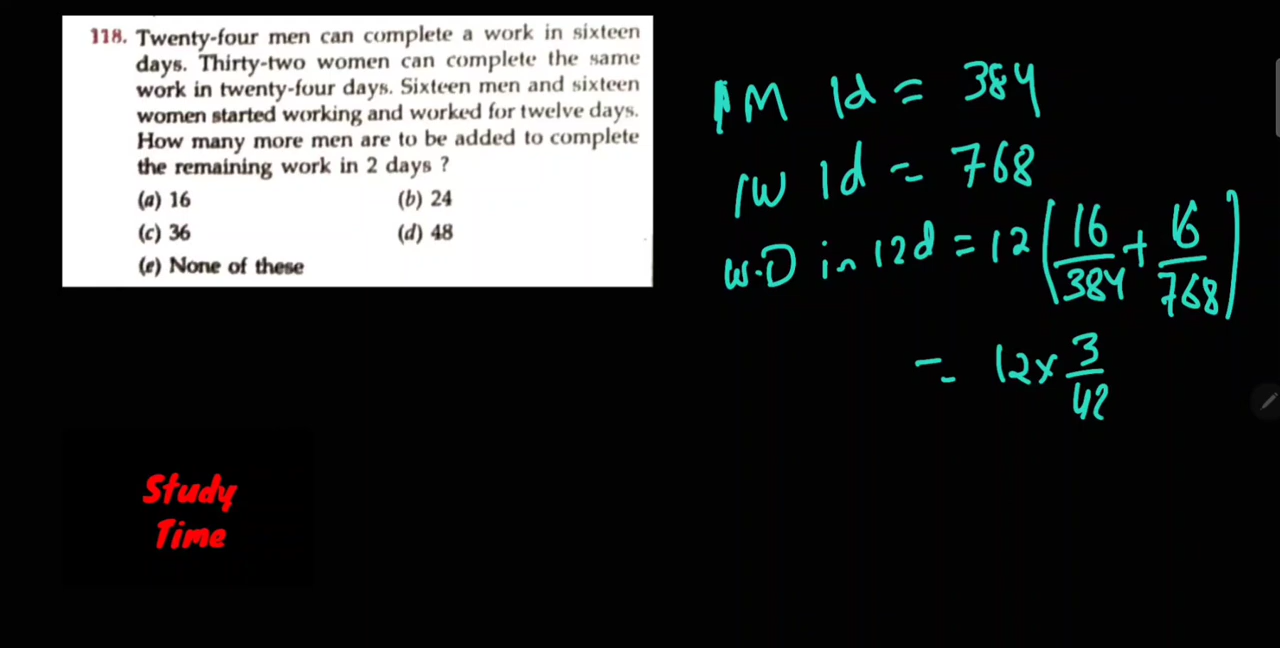 118. Twenty-four men can complete a work in sixteen
days. Thirty-two women can complete the same
work in twenty-four days. Sixteen men and sixteen
women started working and worked for twelve days.
How many more men are to be added to complete
the remaining work in 2 days ?
(a) 16 (b) 24
(c) 36 (d) 48
(e) None of these
1M 1d = 384
1W 1d = 768
W.D in 12d = 12 (16/384 + 16/768)
= 12 × 3/42
Study
Time